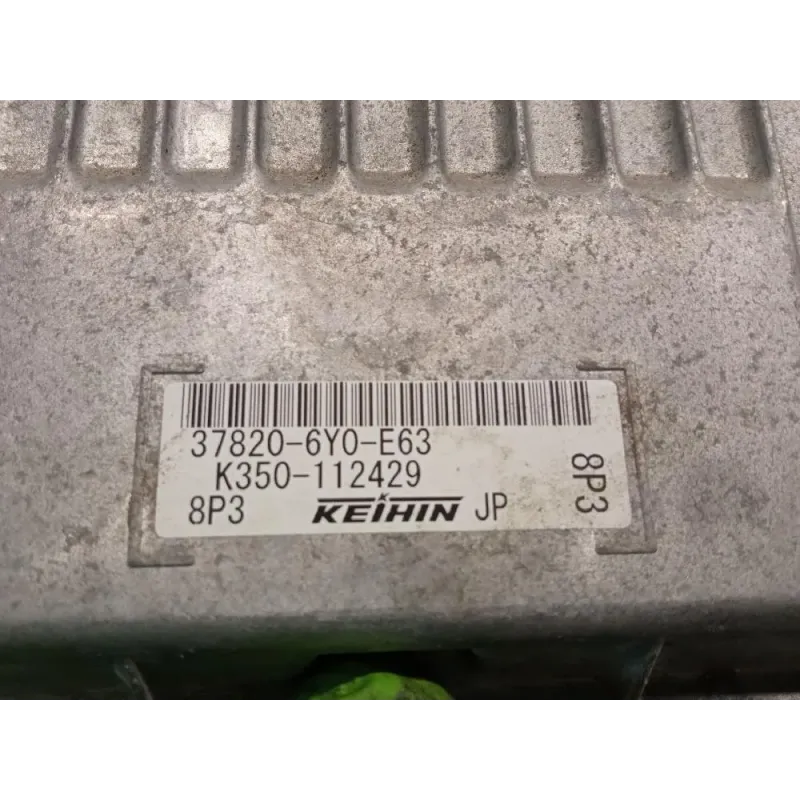 37820-6Y0-E63
K350-112429
8P3 KEIHIN JP
8P3